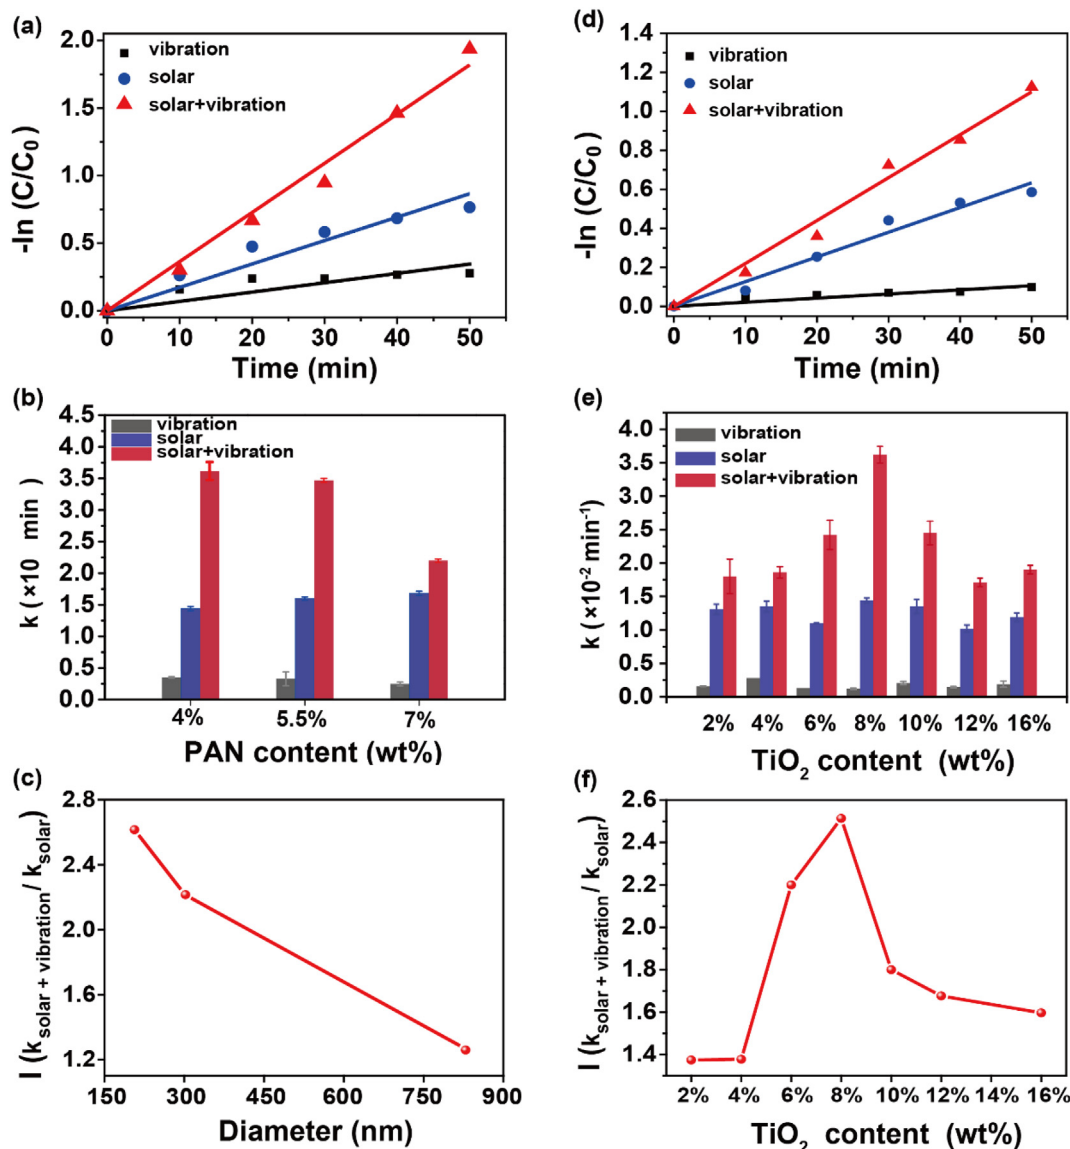 (a)
2.0
1.5
1.0
0.5
0.0
-ln (C/C0)
vibration
solar
solar+vibration
0 10 20 30 40 50
Time (min)
(d)
1.4
1.2
1.0
0.8
0.6
0.4
0.2
0.0
-ln (C/C0)
vibration
solar
solar+vibration
0 10 20 30 40 50
Time (min)
(b)
4.5
4.0
3.5
3.0
2.5
2.0
1.5
1.0
0.5
0.0
k (×10 min)
vibration
solar
solar+vibration
4% 5.5% 7%
PAN content (wt%)
(e)
4.0
3.5
3.0
2.5
2.0
1.5
1.0
0.5
0.0
k (×10-2 min-1)
vibration
solar
solar+vibration
2% 4% 6% 8% 10% 12% 16%
TiO2 content (wt%)
(c)
2.8
2.4
2.0
1.6
1.2
I (ksolar + vibration/ ksolar)
150 300 450 600 750 900
Diameter (nm)
(f)
2.6
2.4
2.2
2.0
1.8
1.6
1.4
I (ksolar + vibration / ksolar)
2% 4% 6% 8% 10% 12% 14% 16%
TiO2 content (wt%)